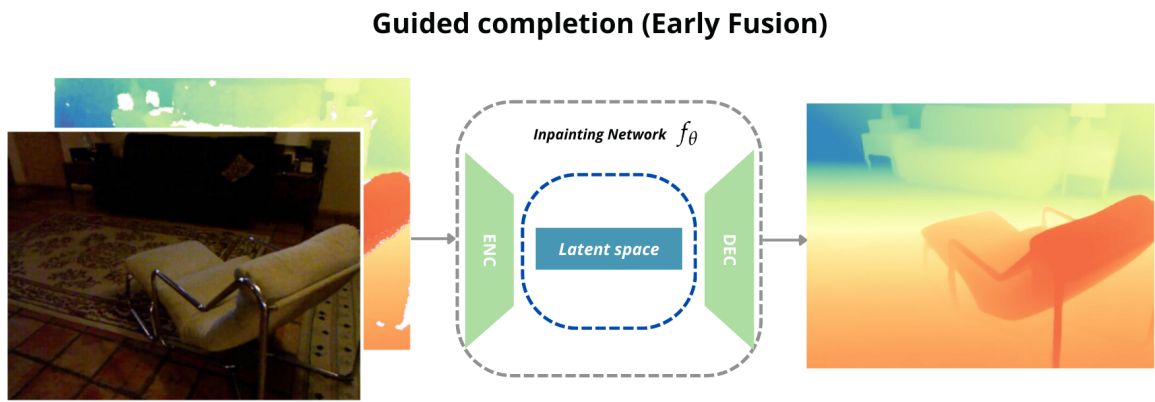 Guided completion (Early Fusion)
Inpainting Network fθ
ENC
Latent space
DEC